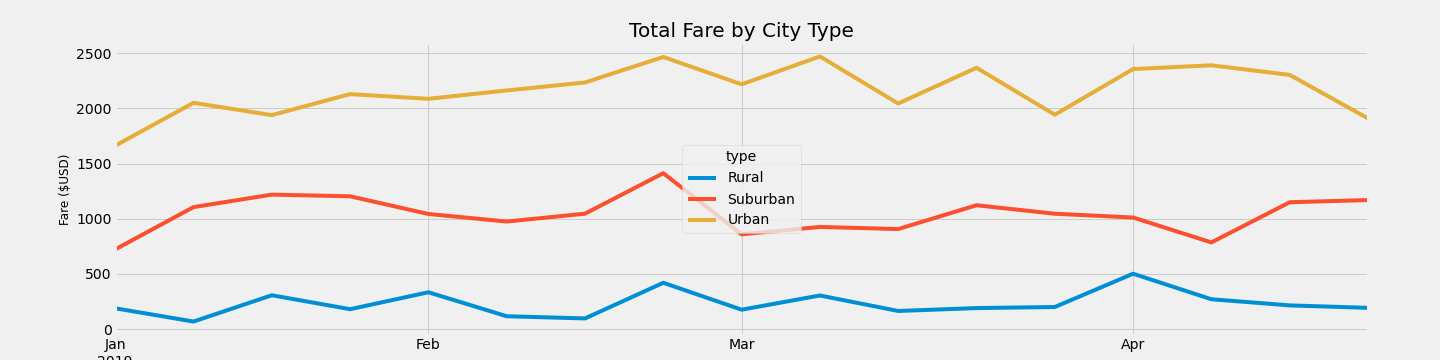 Total Fare by City Type
Fare ($USD)
2500
2000
1500
1000
500
0
type
Rural
Suburban
Urban
Jan
2019
Feb
Mar
Apr